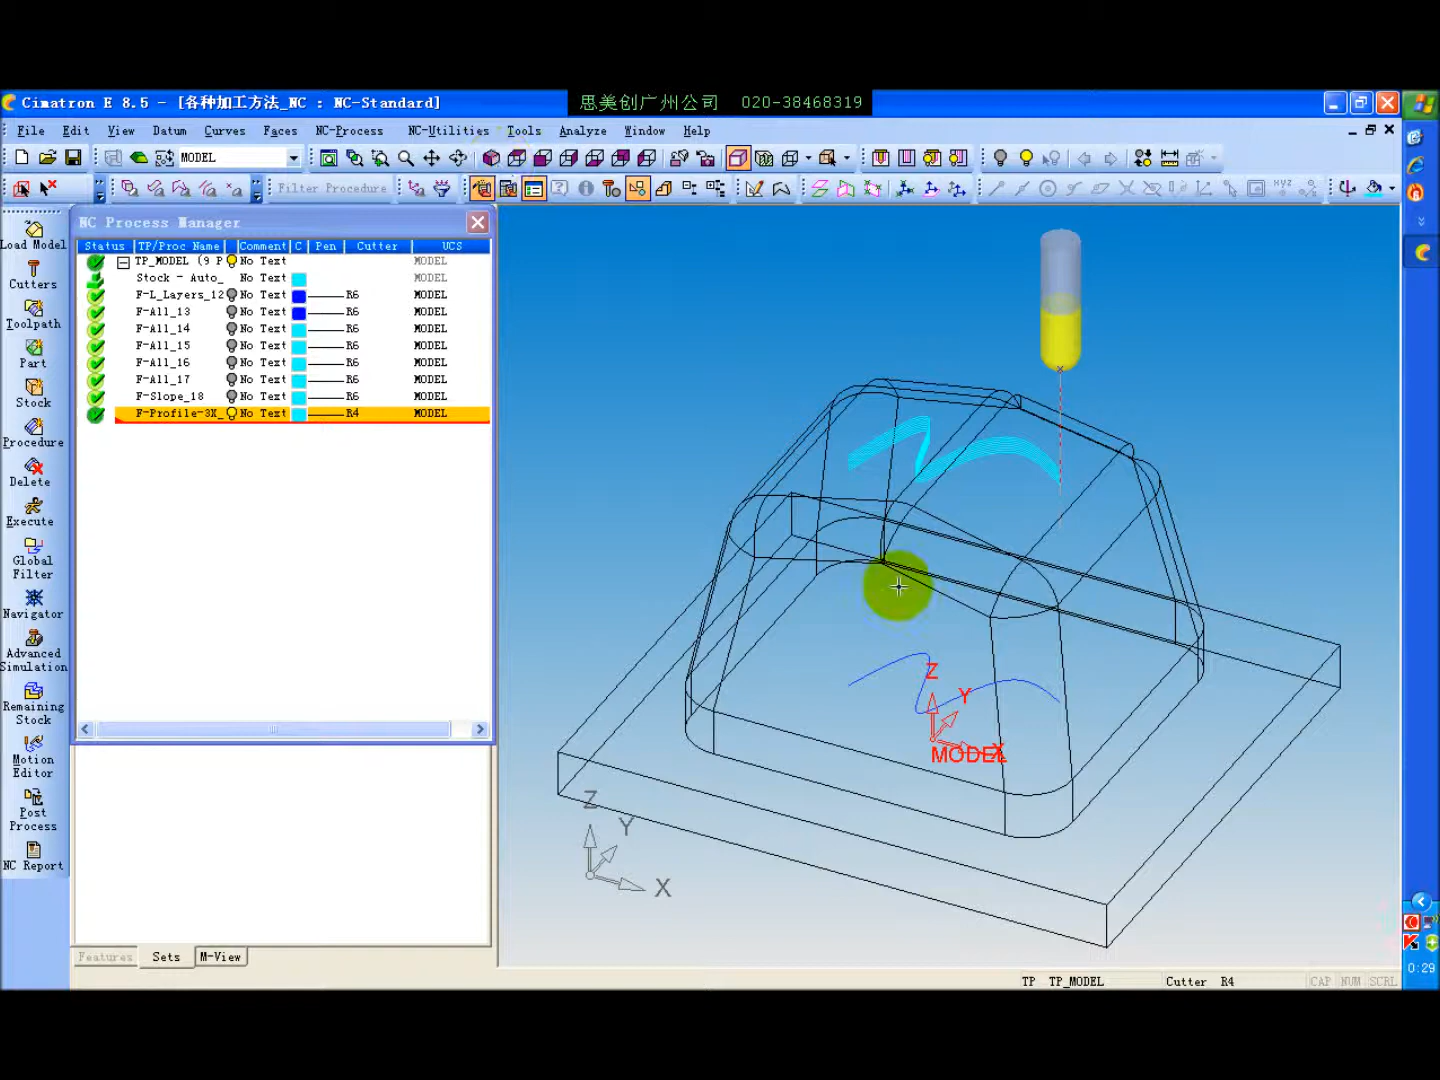 Cimatron E 8.5 - [各种加工方法_NC : NC-Standard]
思美创广州公司 020-38468319
File Edit View Datum Curves Faces NC-Process NC-Utilities Tools Analyze Window Help
MODEL
Filter Procedure
NC Process Manager
Status TP/Proc Name Comment C Pen Cutter UCS
TP_MODEL (9 P No Text MODEL
Stock - Auto_ No Text MODEL
F-L_Layers_12 No Text R6 MODEL
F-All_13 No Text R6 MODEL
F-All_14 No Text R6 MODEL
F-All_15 No Text R6 MODEL
F-All_16 No Text R6 MODEL
F-All_17 No Text R6 MODEL
F-Slope_18 No Text R6 MODEL
F-Profile-3X_ No Text R4 MODEL
Load Model
Cutters
Toolpath
Part
Stock
Procedure
Delete
Execute
Global
Filter
Navigator
Advanced
Simulation
Remaining
Stock
Motion
Editor
Post
Process
NC Report
Z
Y
X
MODEL
Z
Y
X
Features Sets M-View
TP TP_MODEL Cutter R4 CAP NUM SCRL
0:29